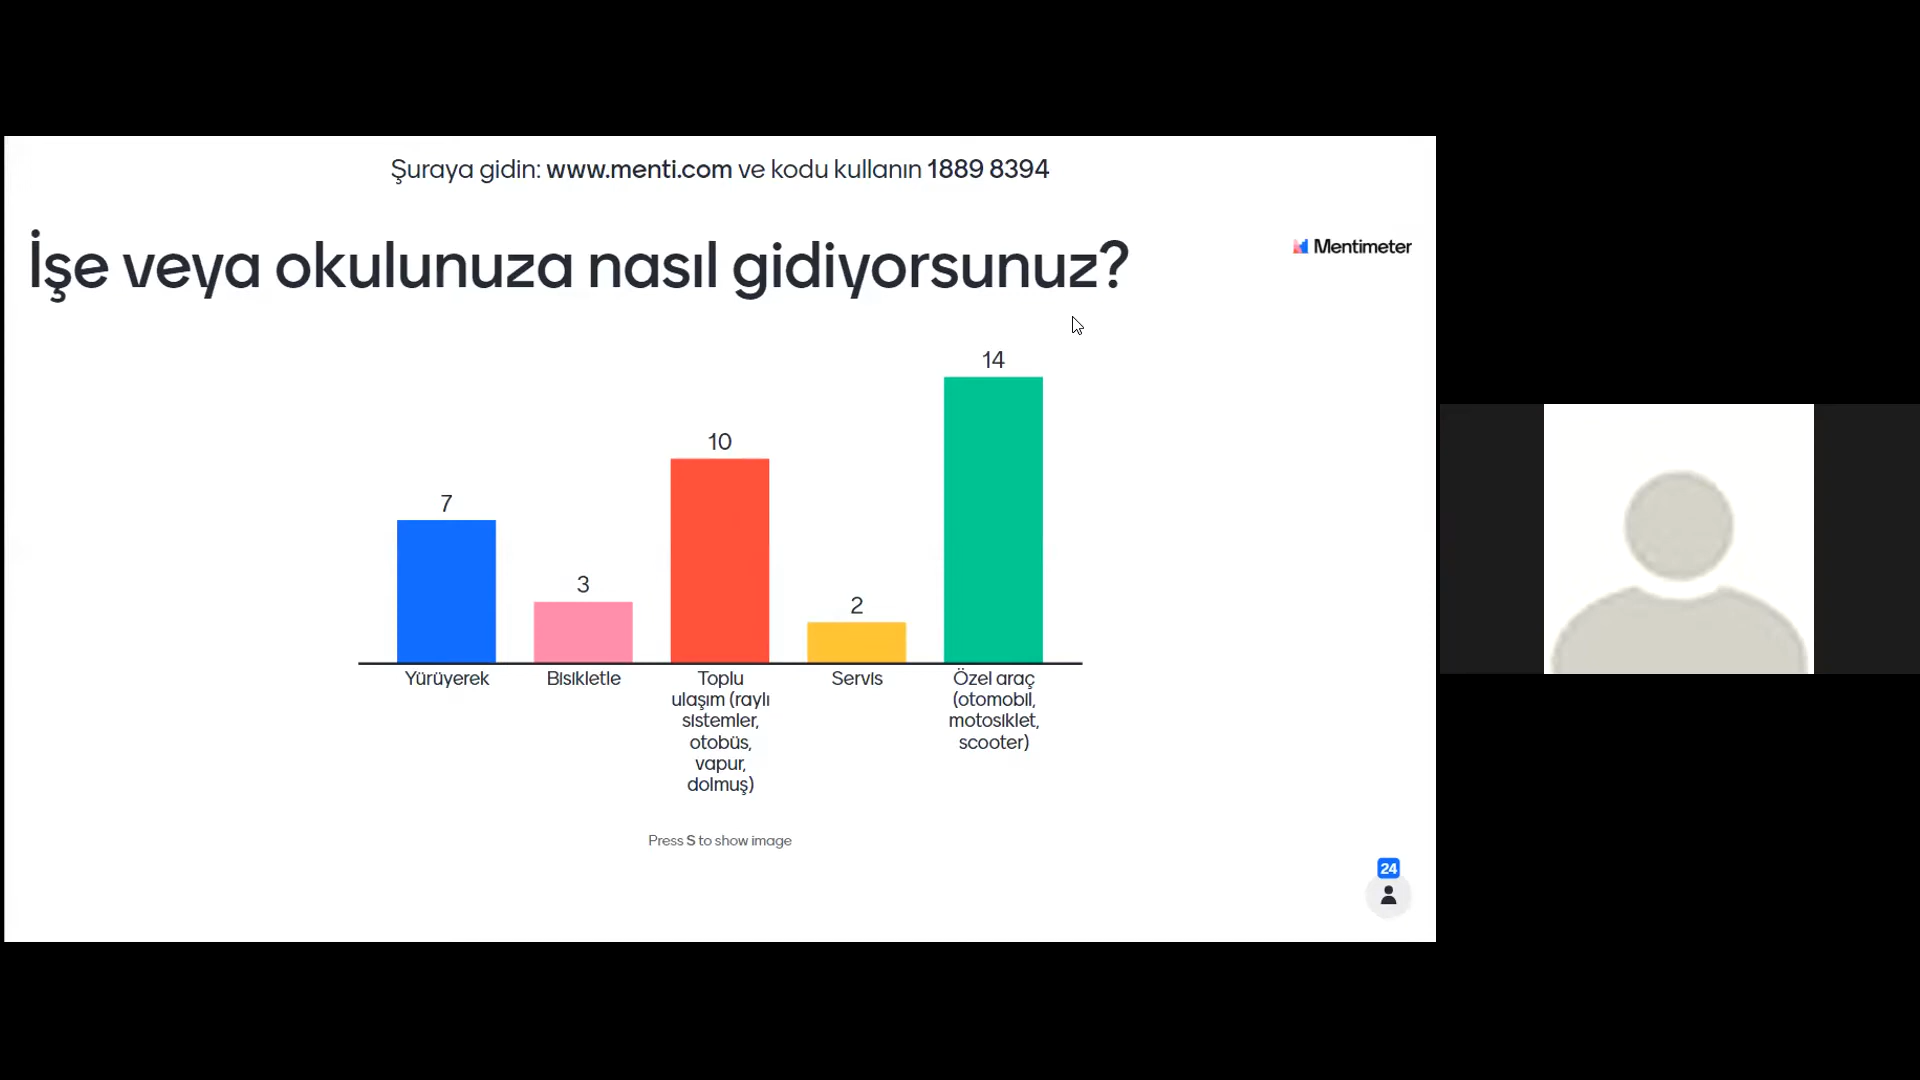 Şuraya gidin: www.menti.com ve kodu kullanın 1889 8394
İşe veya okulunuza nasıl gidiyorsunuz?
Mentimeter
14
10
7
3
2
Yürüyerek
Bisikletle
Toplu
ulaşım (raylı
sistemler,
otobüs,
vapur,
dolmuş)
Servis
Özel araç
(otomobil,
motosiklet,
scooter)
Press S to show image
24